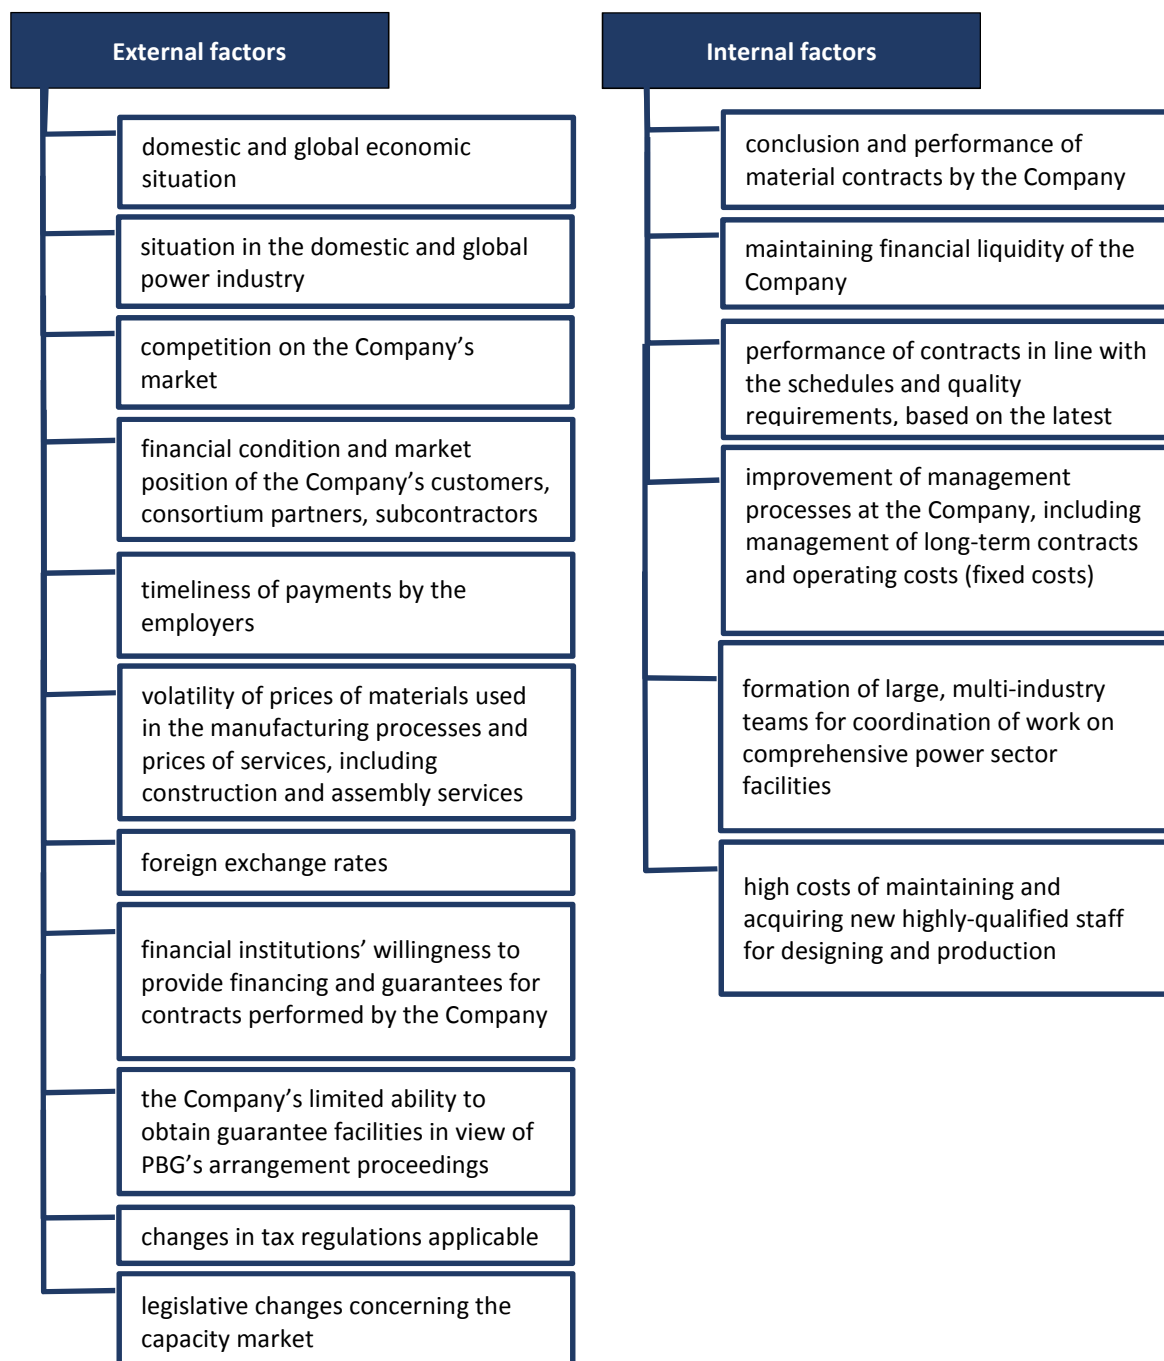 External factors
domestic and global economic
situation
situation in the domestic and global
power industry
competition on the Company’s
market
financial condition and market
position of the Company’s customers,
consortium partners, subcontractors
timeliness of payments by the
employers
volatility of prices of materials used
in the manufacturing processes and
prices of services, including
construction and assembly services
foreign exchange rates
financial institutions’ willingness to
provide financing and guarantees for
contracts performed by the Company
the Company’s limited ability to
obtain guarantee facilities in view of
PBG’s arrangement proceedings
changes in tax regulations applicable
legislative changes concerning the
capacity market
Internal factors
conclusion and performance of
material contracts by the Company
maintaining financial liquidity of the
Company
performance of contracts in line with
the schedules and quality
requirements, based on the latest
improvement of management
processes at the Company, including
management of long-term contracts
and operating costs (fixed costs)
formation of large, multi-industry
teams for coordination of work on
comprehensive power sector
facilities
high costs of maintaining and
acquiring new highly-qualified staff
for designing and production